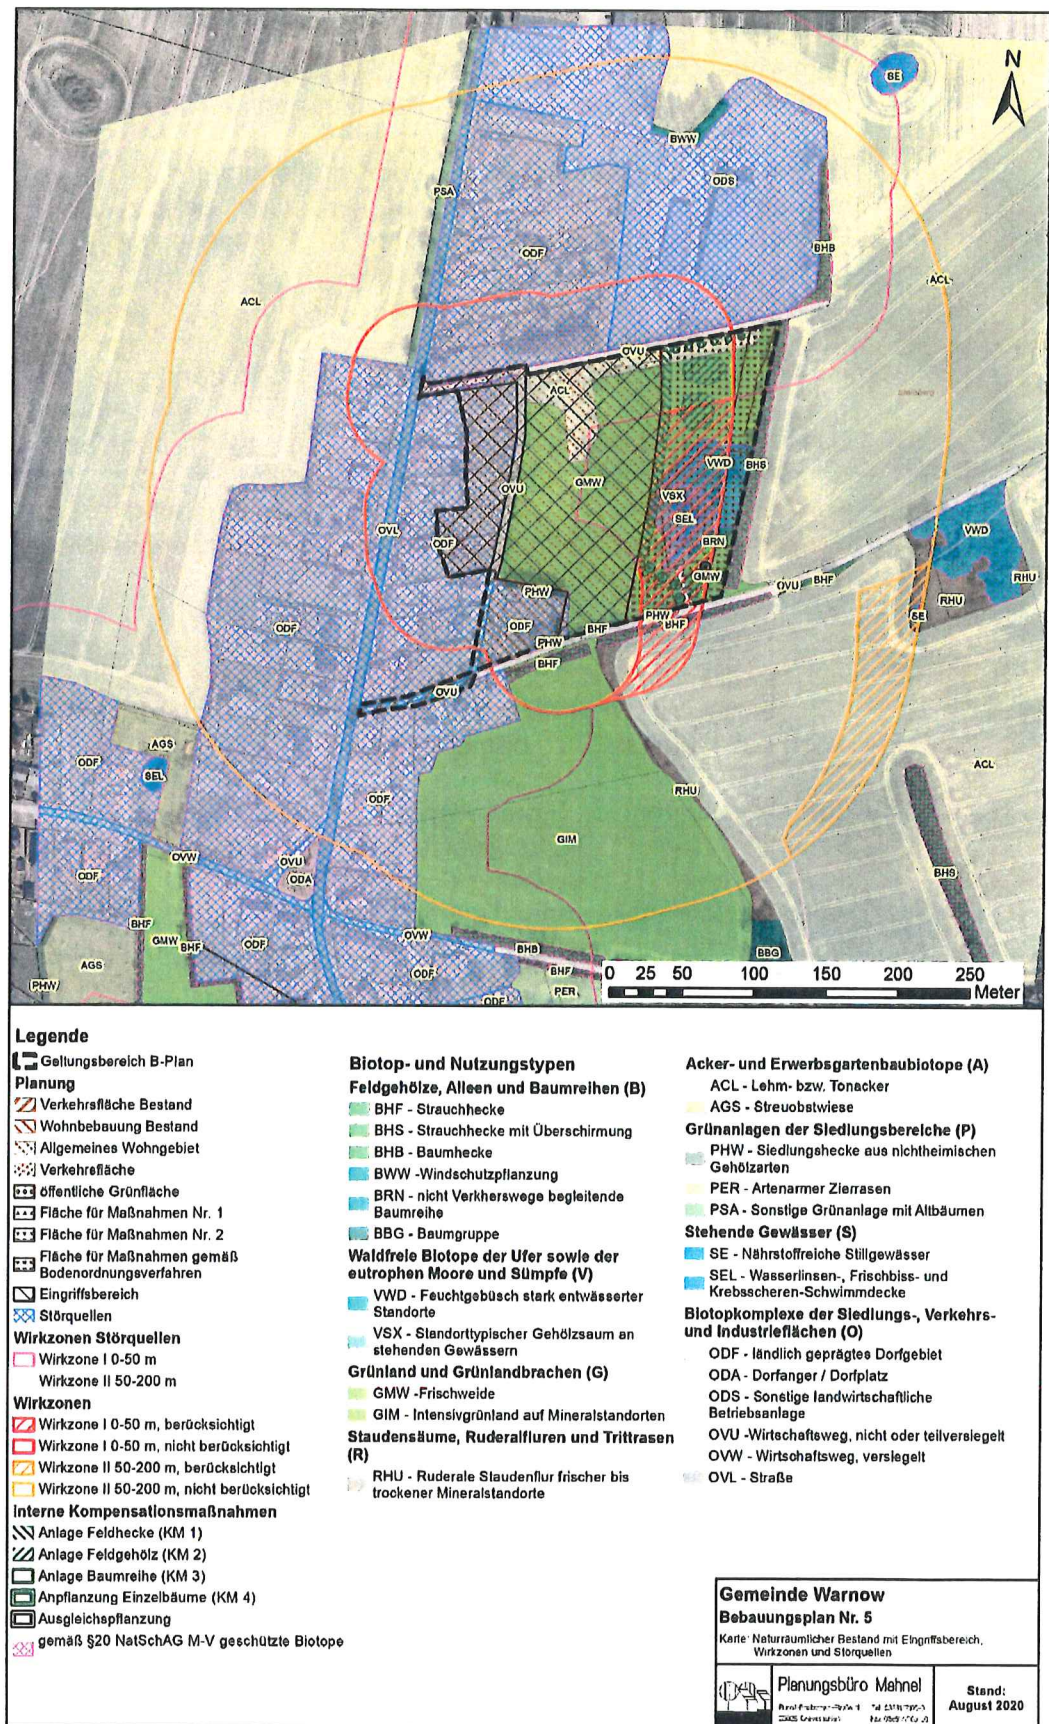 N
BE
BWW
ODS
PSA
ODF
BHB
ACL
ACL
OVU
ACL
GMW
OVU
VWD
BHS
VSX
SEL
BRN
GMW
OVL
ODF
PHW
ODF
PHW
BHF
BHF
PHW
BHF
OVU
BHF
VWD
RHU
RHU
SE
ODF
OVU
AGS
SEL
ODF
ODF
RHU
ACL
GIM
OVW
OVU
ODA
ODF
BHS
BHF
GMW
BHF
ODF
OVW
BHB
BBG
AGS
PHW
ODF
BHF
PER
ODF
0 25 50 100 150 200 250
Meter
Legende
Geltungsbereich B-Plan
Planung
Verkehrsfläche Bestand
Wohnbebauung Bestand
Allgemeines Wohngebiet
Verkehrsfläche
öffentliche Grünfläche
Fläche für Maßnahmen Nr. 1
Fläche für Maßnahmen Nr. 2
Fläche für Maßnahmen gemäß
Bodenordnungsverfahren
Eingriffsbereich
Störquellen
Wirkzonen Störquellen
Wirkzone I 0-50 m
Wirkzone II 50-200 m
Wirkzonen
Wirkzone I 0-50 m, berücksichtigt
Wirkzone I 0-50 m, nicht berücksichtigt
Wirkzone II 50-200 m, berücksichtigt
Wirkzone II 50-200 m, nicht berücksichtigt
Interne Kompensationsmaßnahmen
Anlage Feldhecke (KM 1)
Anlage Feldgehölz (KM 2)
Anlage Baumreihe (KM 3)
Anpflanzung Einzelbäume (KM 4)
Ausgleichspflanzung
gemäß §20 NatSchAG M-V geschützte Biotope
Biotop- und Nutzungstypen
Feldgehölze, Alleen und Baumreihen (B)
BHF - Strauchhecke
BHS - Strauchhecke mit Überschirmung
BHB - Baumhecke
BWW -Windschutzpflanzung
BRN - nicht Verkherswege begleitende
Baumreihe
BBG - Baumgruppe
Waldfreie Biotope der Ufer sowie der
eutrophen Moore und Sümpfe (V)
VWD - Feuchtgebüsch stark entwässerter
Standorte
VSX - Standorttypischer Gehölzsaum an
stehenden Gewässern
Grünland und Grünlandbrachen (G)
GMW -Frischweide
GIM - Intensivgrünland auf Mineralstandorten
Staudensäume, Ruderalfluren und Trittrasen
(R)
RHU - Ruderale Staudenflur frischer bis
trockener Mineralstandorte
Acker- und Erwerbsgartenbaubiotope (A)
ACL - Lehm- bzw. Tonacker
AGS - Streuobstwiese
Grünanlagen der Siedlungsbereiche (P)
PHW - Siedlungshecke aus nichtheimischen
Gehölzarten
PER - Artenarmer Zierrasen
PSA - Sonstige Grünanlage mit Altbäumen
Stehende Gewässer (S)
SE - Nährstoffreiche Stillgewässer
SEL - Wasserlinsen-, Frischbiss- und
Krebsscheren-Schwimmdecke
Biotopkomplexe der Siedlungs-, Verkehrs-
und Industrieflächen (O)
ODF - ländlich geprägtes Dorfgebiet
ODA - Dorfanger / Dorfplatz
ODS - Sonstige landwirtschaftliche
Betriebsanlage
OVU -Wirtschaftsweg, nicht oder teilversiegelt
OVW - Wirtschaftsweg, versiegelt
OVL - Straße
Gemeinde Warnow
Bebauungsplan Nr. 5
Karte: Naturräumlicher Bestand mit Eingriffsbereich,
Wirkzonen und Störquellen
Planungsbüro Mahnel
Stand:
August 2020